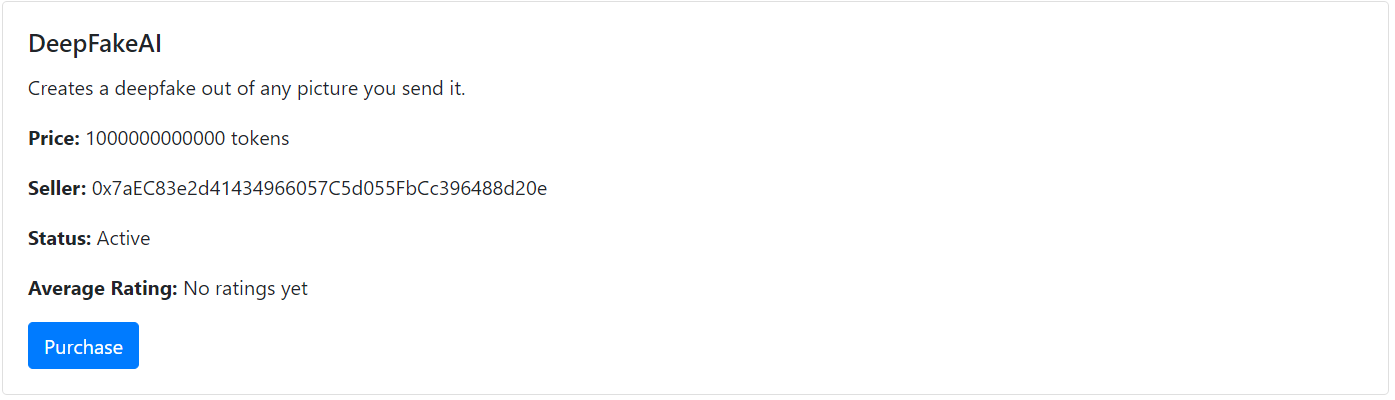 DeepFakeAI
Creates a deepfake out of any picture you send it.
Price: 1000000000000 tokens
Seller: 0x7aEC83e2d41434966057C5d055FbCc396488d20e
Status: Active
Average Rating: No ratings yet
Purchase